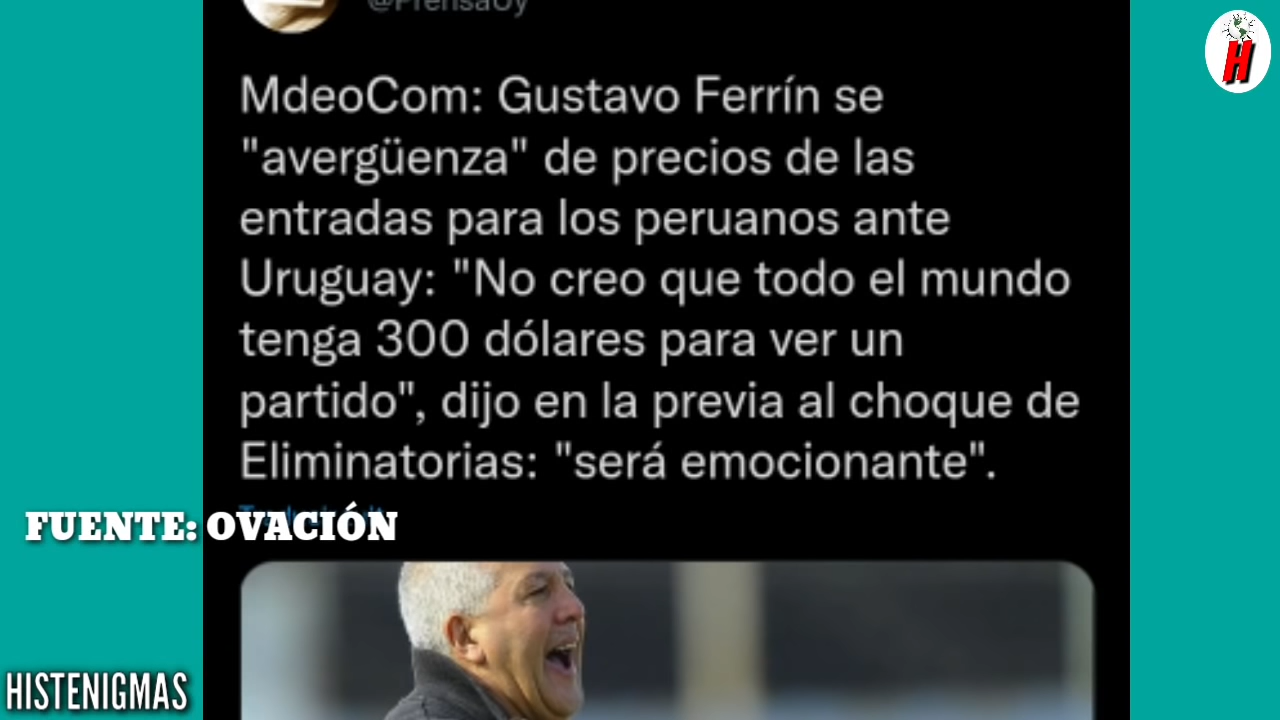 @PrensaUy
H
MdeoCom: Gustavo Ferrín se
"avergüenza" de precios de las
entradas para los peruanos ante
Uruguay: "No creo que todo el mundo
tenga 300 dólares para ver un
partido", dijo en la previa al choque de
Eliminatorias: "será emocionante".
FUENTE: OVACIÓN
HISTENIGMAS